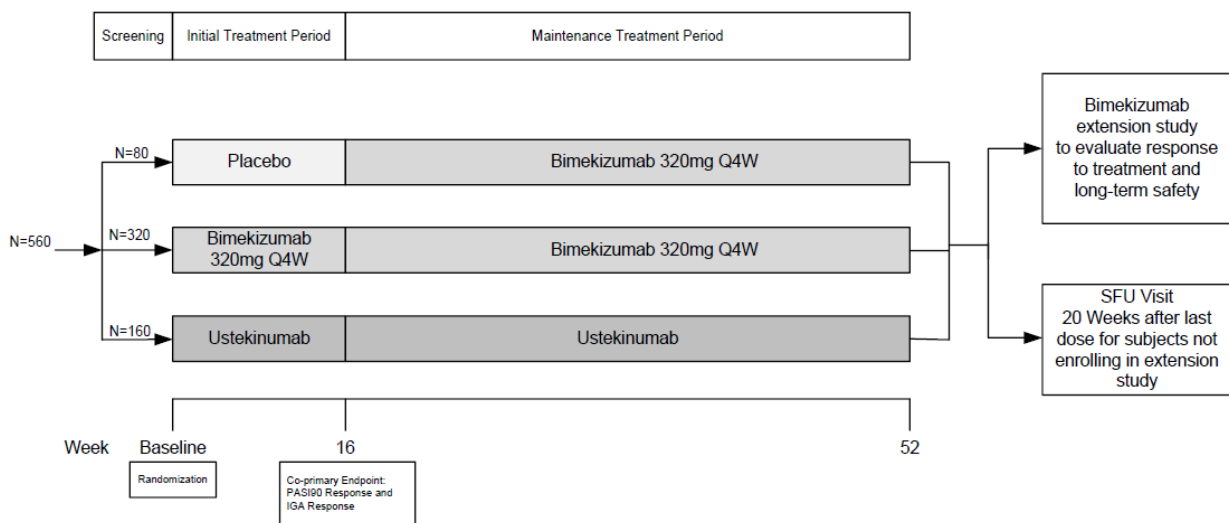 Screening
Initial Treatment Period
Maintenance Treatment Period
N=560
N=80
Placebo
Bimekizumab 320mg Q4W
N=320
Bimekizumab
320mg Q4W
Bimekizumab 320mg Q4W
N=160
Ustekinumab
Ustekinumab
Bimekizumab
extension study
to evaluate response
to treatment and
long-term safety
SFU Visit
20 Weeks after last
dose for subjects not
enrolling in extension
study
Week
Baseline
16
52
Randomization
Co-primary Endpoint:
PASI90 Response and
IGA Response